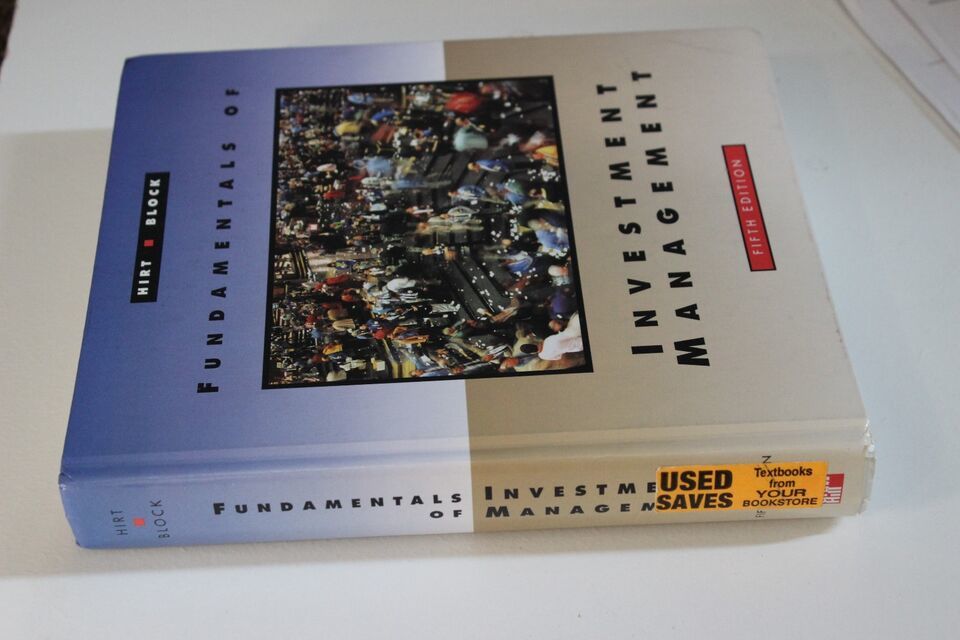 HIRT ■ BLOCK
FUNDAMENTALS OF
INVESTMENT
MANAGEMENT
FIFTH EDITION
HIRT ■ BLOCK
FUNDAMENTALS
OF
INVESTME
MANAGEM
USED
SAVES
Textbooks
from
YOUR
BOOKSTORE